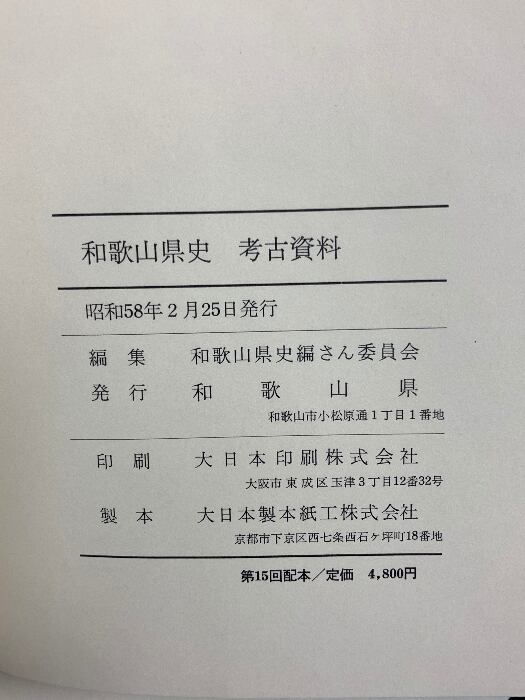 和歌山県史　考古資料
昭和58年2月25日発行
編　集　和歌山県史編さん委員会
発　行　和歌山県
和歌山市小松原通1丁目1番地
印　刷　大日本印刷株式会社
大阪市東成区玉津3丁目12番32号
製　本　大日本製本紙工株式会社
京都市下京区西七条西石ヶ坪町18番地
第15回配本／定価　4,800円